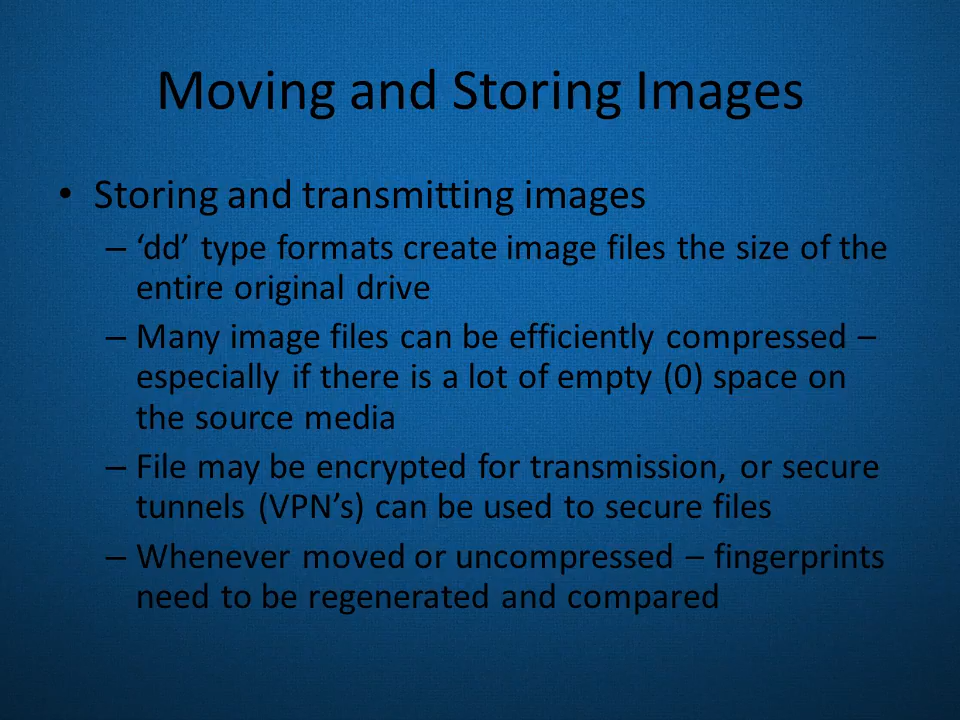 Moving and Storing Images
• Storing and transmitting images
– ‘dd’ type formats create image files the size of the
entire original drive
– Many image files can be efficiently compressed –
especially if there is a lot of empty (0) space on
the source media
– File may be encrypted for transmission, or secure
tunnels (VPN’s) can be used to secure files
– Whenever moved or uncompressed – fingerprints
need to be regenerated and compared